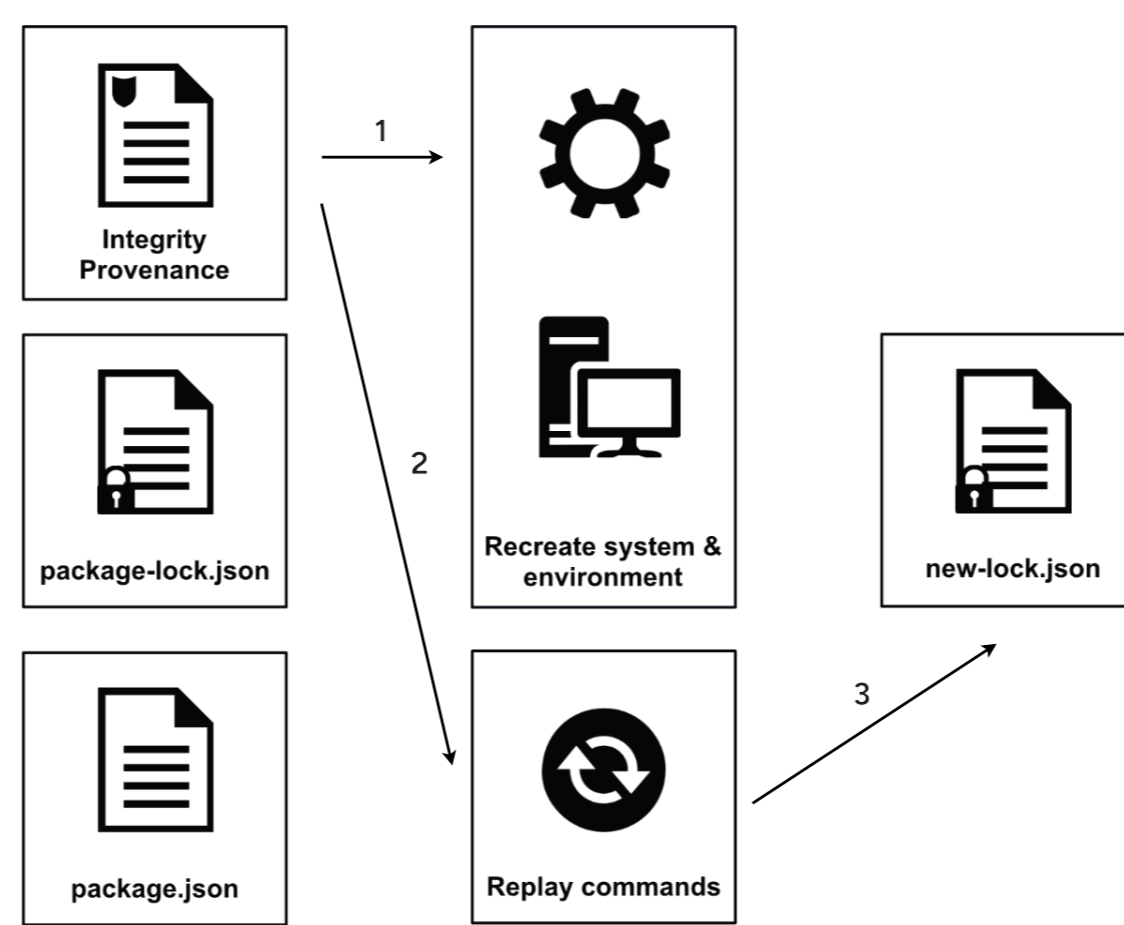 Integrity
Provenance
1
2
Recreate system &
environment
package-lock.json
new-lock.json
3
package.json
Replay commands